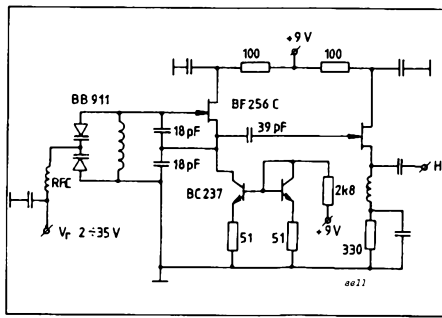 +9 V
100
100
BB 911
BF 256 C
18 pF
39 pF
H
18 pF
RFC
BC 237
2k8
+9 V
Vr 2÷35 V
51
51
330
aell